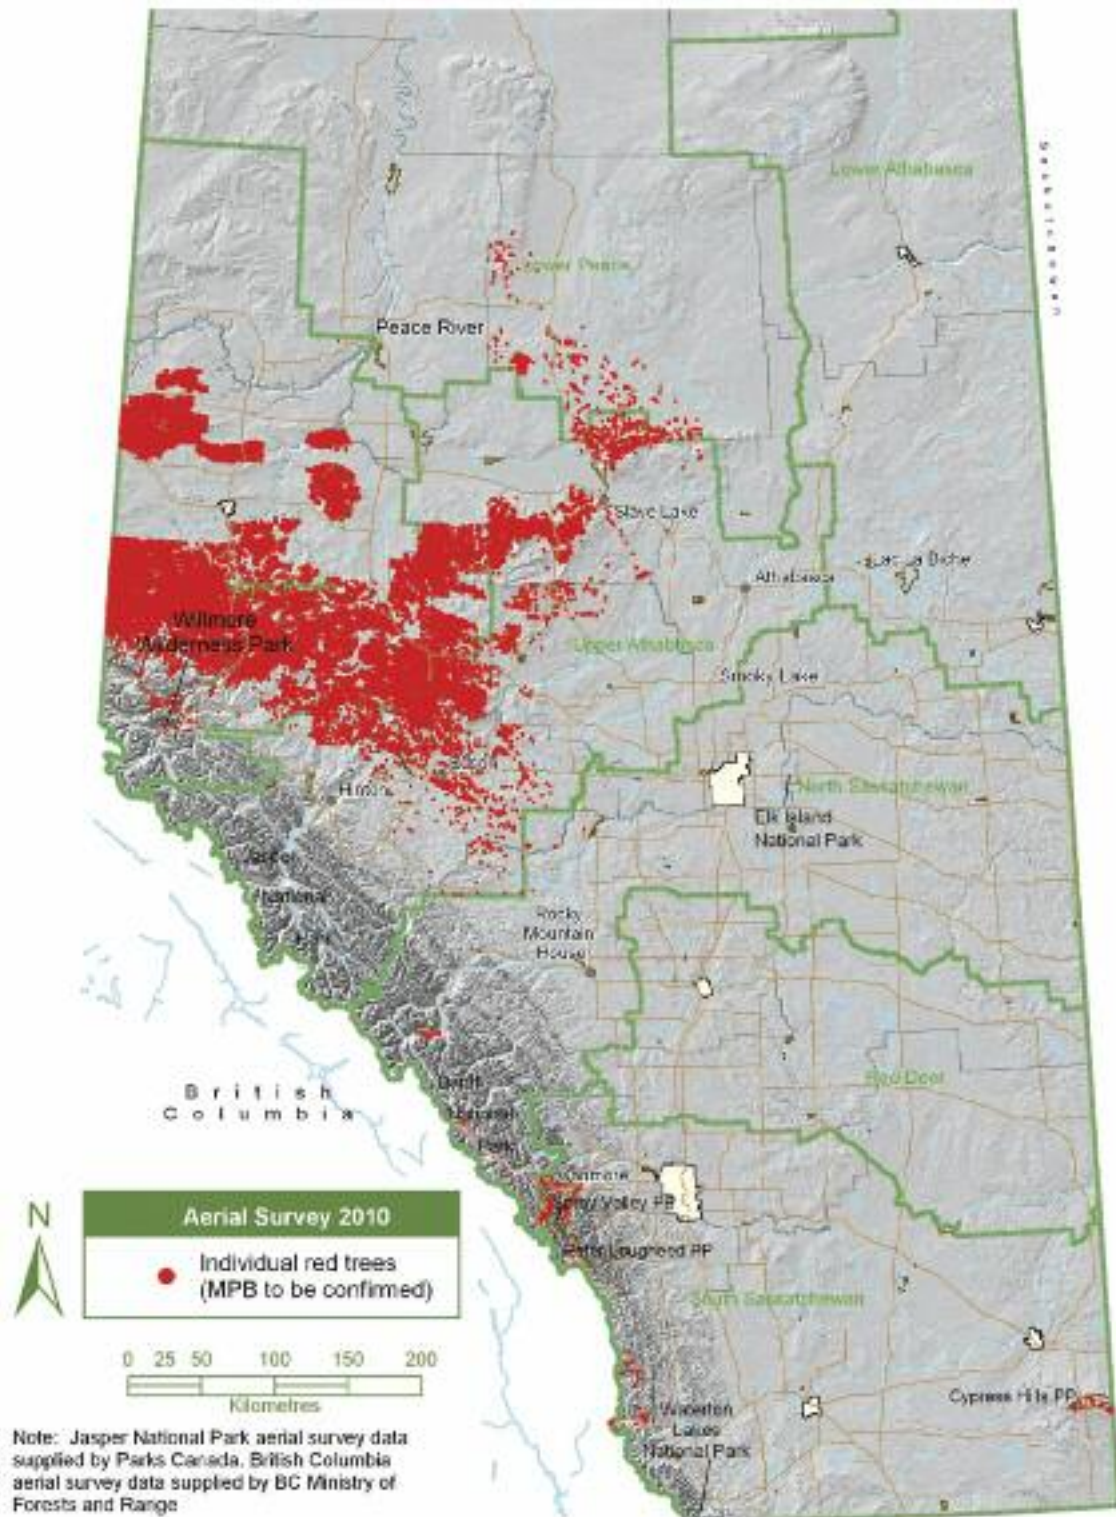 Saskatchewan
Lower Athabasca
Lower Peace
Peace River
Slave Lake
Lac La Biche
Athabasca
Willmore
Wilderness Park
Upper Athabasca
Smoky Lake
Hinton
North Saskatchewan
Elk Island
National Park
Jasper
National
Rocky
Mountain
House
Red Deer
British
Columbia
Banff
National
Park
Canmore
Spray Valley PP
Peter Lougheed PP
South Saskatchewan
N
Aerial Survey 2010
Individual red trees
(MPB to be confirmed)
0 25 50 100 150 200
Kilometres
Cypress Hills PP
Waterton
Lakes
National Park
Note: Jasper National Park aerial survey data
supplied by Parks Canada. British Columbia
aerial survey data supplied by BC Ministry of
Forests and Range